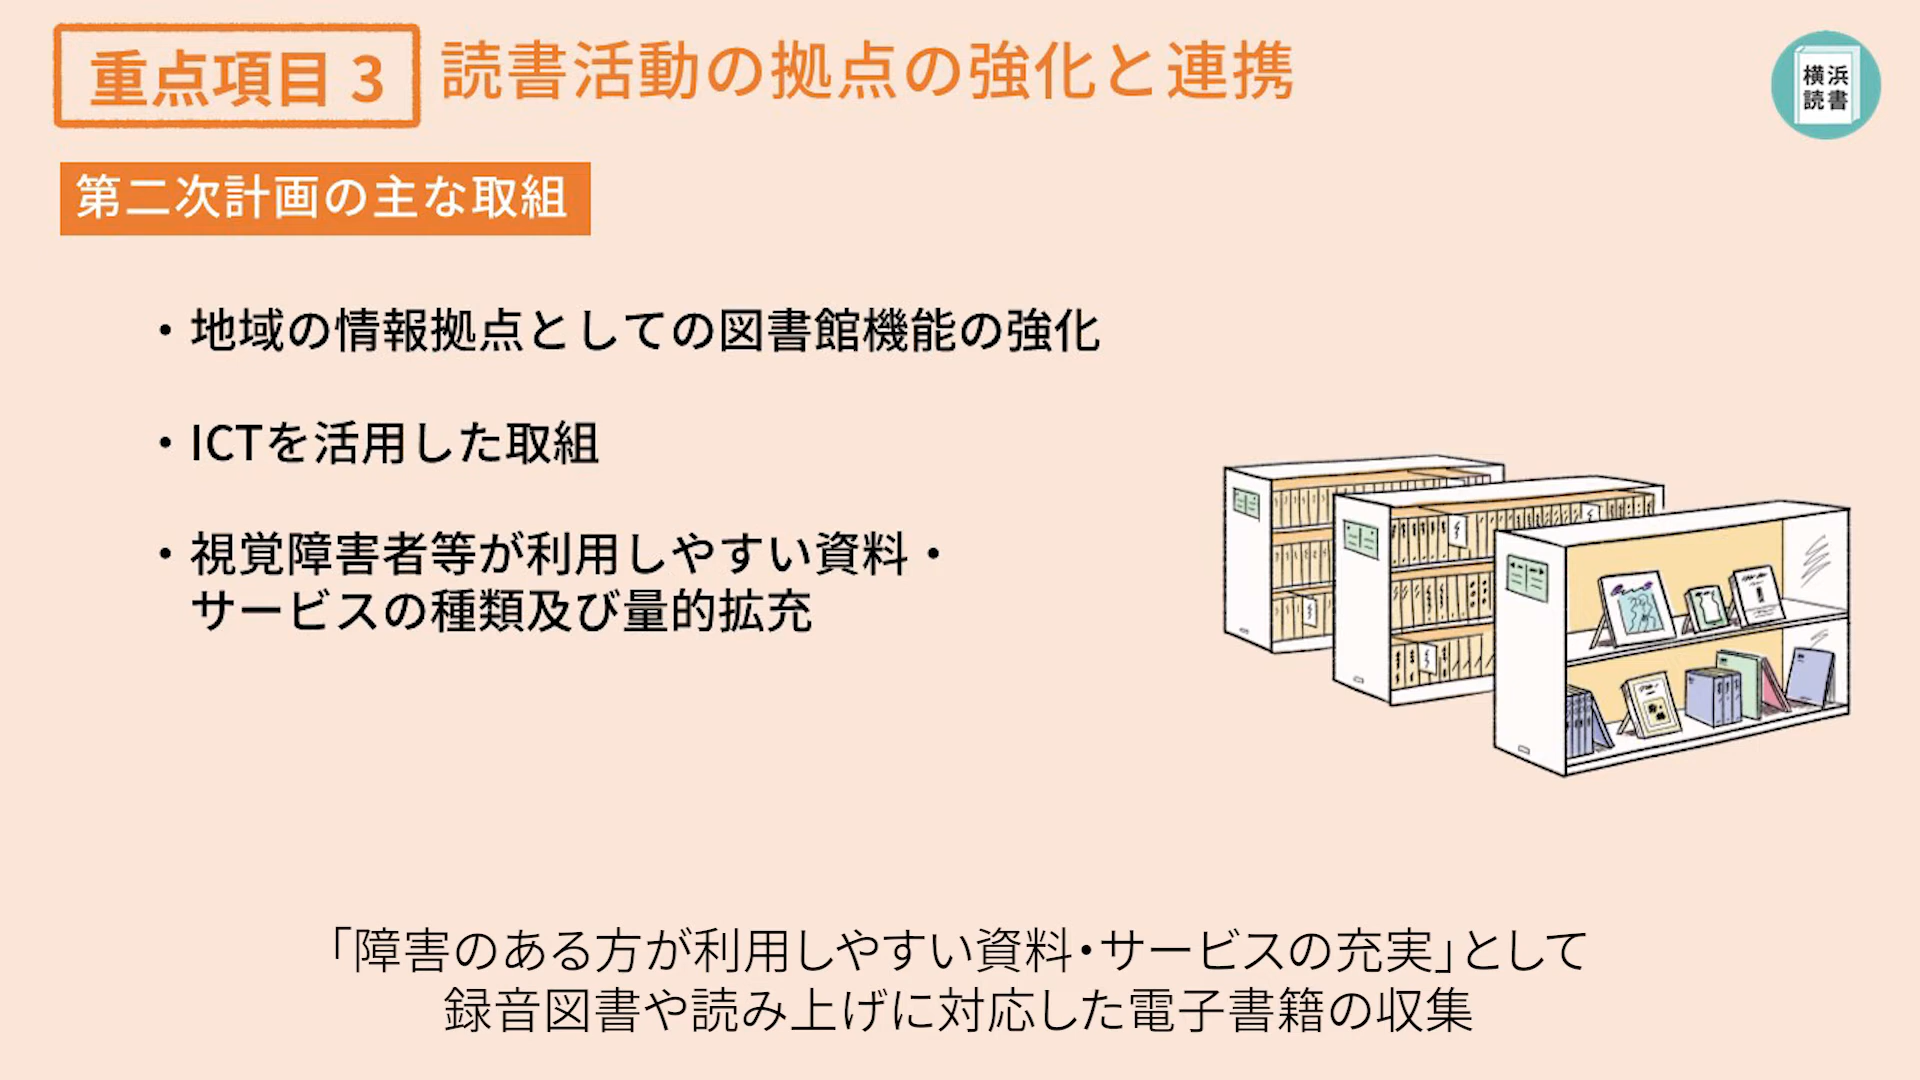 重点項目 3
読書活動の拠点の強化と連携
横浜
読書
第二次計画の主な取組
・地域の情報拠点としての図書館機能の強化
・ICTを活用した取組
・視覚障害者等が利用しやすい資料・
サービスの種類及び量的拡充
「障害のある方が利用しやすい資料・サービスの充実」として
録音図書や読み上げに対応した電子書籍の収集